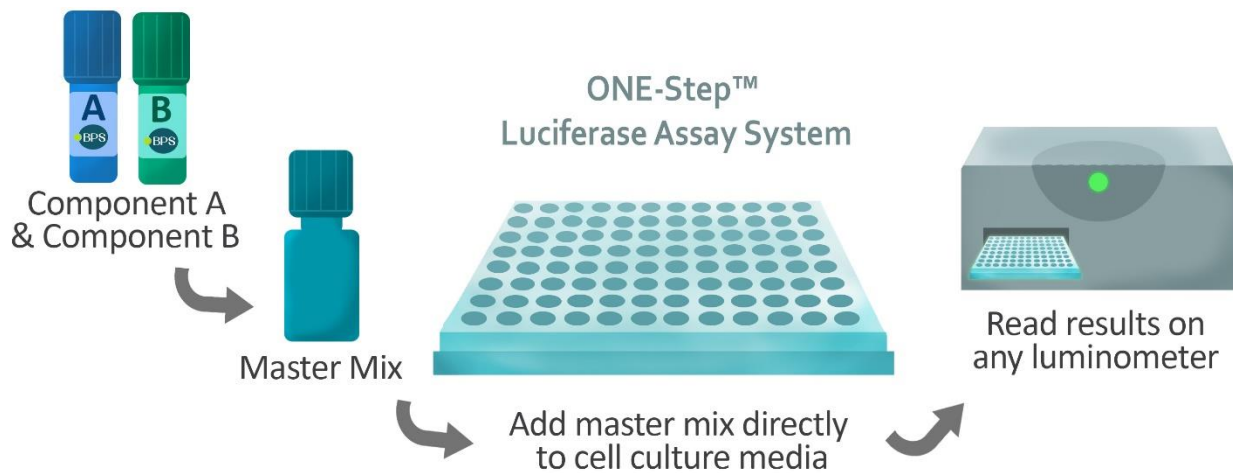 A
BPS
B
BPS
Component A
& Component B
Master Mix
ONE-Step™
Luciferase Assay System
Add master mix directly
to cell culture media
Read results on
any luminometer